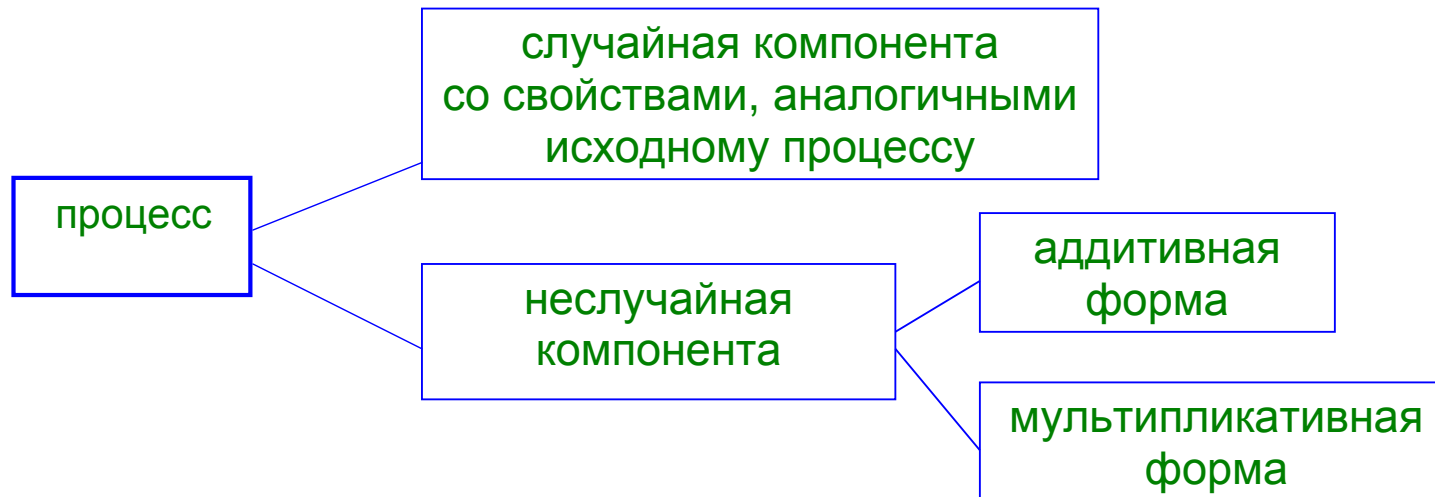 случайная компонента
со свойствами, аналогичными
исходному процессу
процесс
неслучайная
компонента
аддитивная
форма
мультипликативная
форма